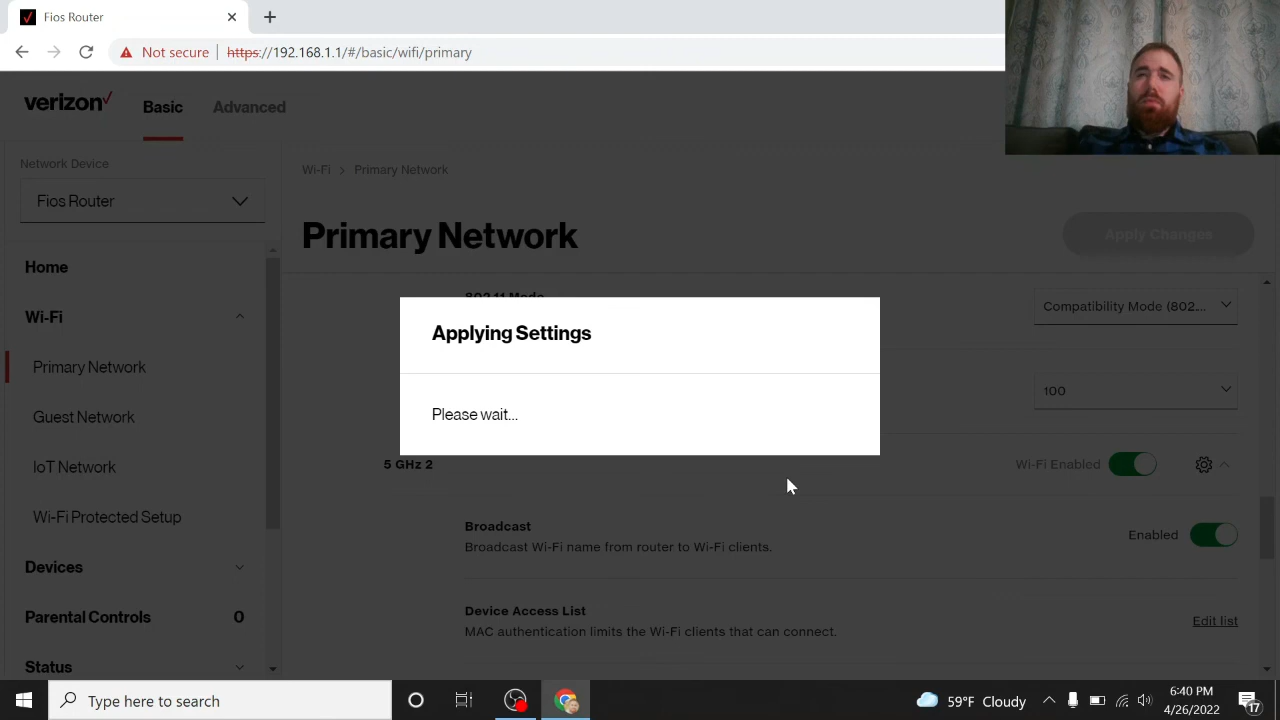 Fios Router
Not secure https://192.168.1.1/#/basic/wifi/primary
verizon Basic Advanced
Network Device
Fios Router
Home
Wi-Fi
Primary Network
Guest Network
IoT Network
Wi-Fi Protected Setup
Devices
Parental Controls 0
Status
Wi-Fi > Primary Network
Primary Network Apply Changes
802.11 Mode Compatibility Mode (802....
100
Applying Settings
Please wait...
5 GHz 2 Wi-Fi Enabled
Broadcast
Broadcast Wi-Fi name from router to Wi-Fi clients.
Enabled
Device Access List
MAC authentication limits the Wi-Fi clients that can connect.
Edit list
Type here to search
59°F Cloudy
6:40 PM
4/26/2022
17